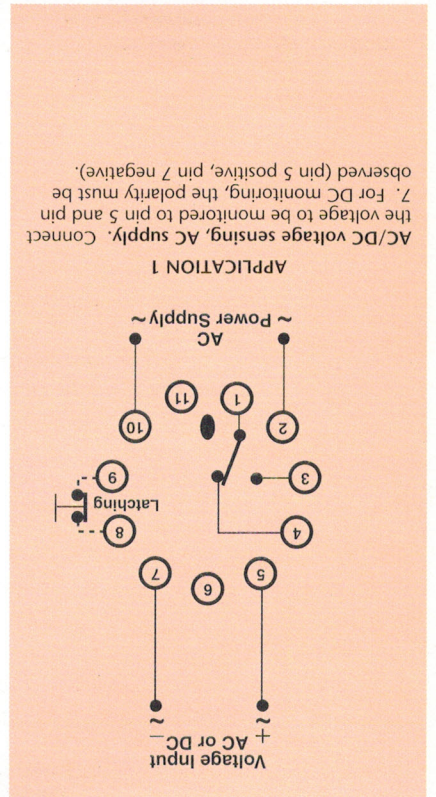 Voltage Input
+ AC or DC −
~ ~
5 6 7
4 8
Latching
3 9
2 10
1 11
AC
~ Power Supply ~
APPLICATION 1
AC/DC voltage sensing, AC supply. Connect
the voltage to be monitored to pin 5 and pin
7. For DC monitoring, the polarity must be
observed (pin 5 positive, pin 7 negative).